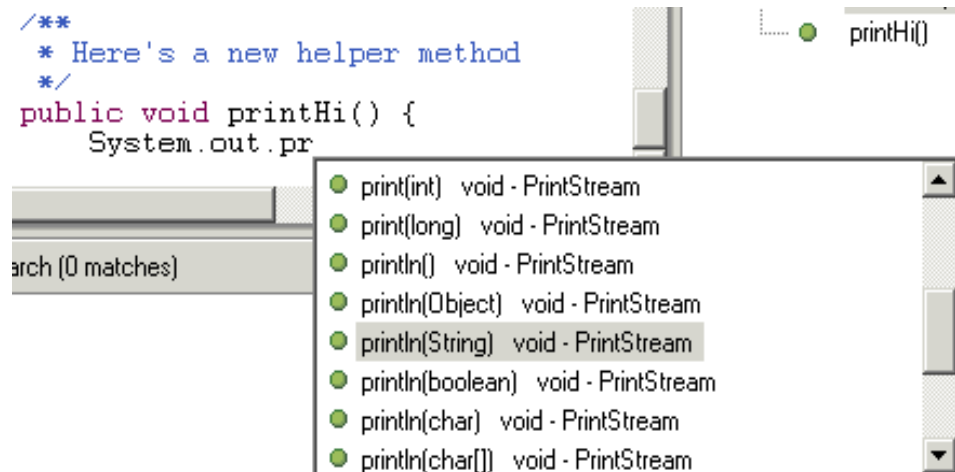 /**
* Here's a new helper method
*/
public void printHi() {
System.out.pr
printHi()
print(int) void - PrintStream
print(long) void - PrintStream
println() void - PrintStream
println(Object) void - PrintStream
println(String) void - PrintStream
println(boolean) void - PrintStream
println(char) void - PrintStream
println(char[]) void - PrintStream
arch (0 matches)